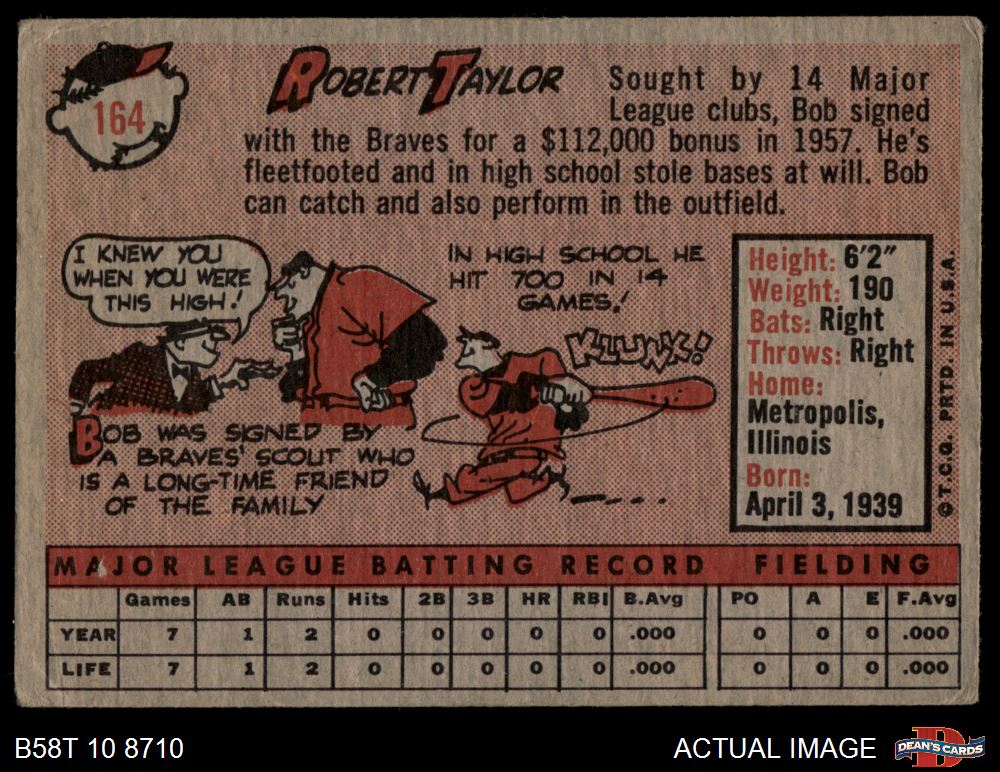 164
ROBERT TAYLOR
Sought by 14 Major
League clubs, Bob signed
with the Braves for a $112,000 bonus in 1957. He's
fleetfooted and in high school stole bases at will. Bob
can catch and also perform in the outfield.
I KNEW YOU
WHEN YOU WERE
THIS HIGH!
BOB WAS SIGNED BY
A BRAVES' SCOUT WHO
IS A LONG-TIME FRIEND
OF THE FAMILY
IN HIGH SCHOOL HE
HIT 700 IN 14
GAMES!
KLUNK!
Height: 6'2"
Weight: 190
Bats: Right
Throws: Right
Home:
Metropolis,
Illinois
Born:
April 3, 1939
©T.C.G. PRTD. IN U.S.A.
MAJOR LEAGUE BATTING RECORD FIELDING
Games AB Runs Hits 2B 3B HR RBI B.Avg PO A E F.Avg
YEAR 7 1 2 0 0 0 0 0 .000 0 0 0 .000
LIFE 7 1 2 0 0 0 0 0 .000 0 0 0 .000
B58T 10 8710
ACTUAL IMAGE
DEAN'S CARDS